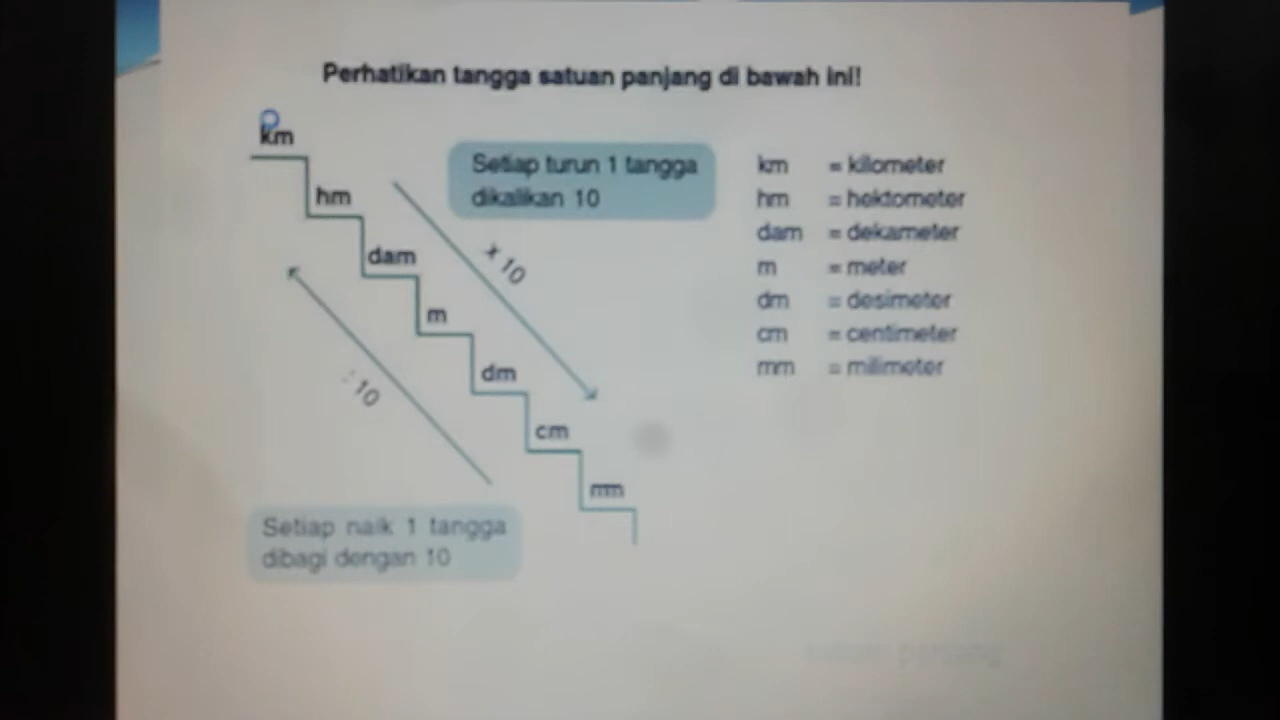 Perhatikan tangga satuan panjang di bawah ini!
km
hm
dam
m
dm
cm
mm
Setiap turun 1 tangga
dikalikan 10
x 10
: 10
Setiap naik 1 tangga
dibagi dengan 10
km = kilometer
hm = hektometer
dam = dekameter
m = meter
dm = desimeter
cm = centimeter
mm = milimeter